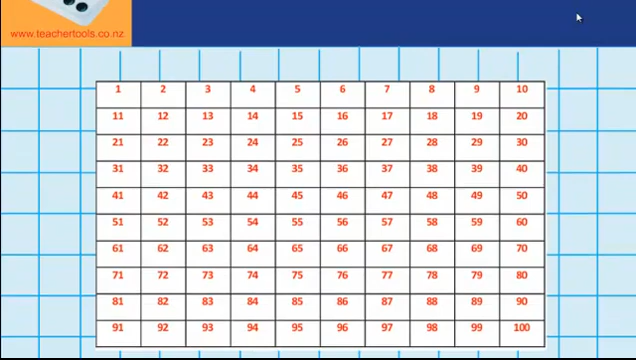 www.teachertools.co.nz
1 2 3 4 5 6 7 8 9 10
11 12 13 14 15 16 17 18 19 20
21 22 23 24 25 26 27 28 29 30
31 32 33 34 35 36 37 38 39 40
41 42 43 44 45 46 47 48 49 50
51 52 53 54 55 56 57 58 59 60
61 62 63 64 65 66 67 68 69 70
71 72 73 74 75 76 77 78 79 80
81 82 83 84 85 86 87 88 89 90
91 92 93 94 95 96 97 98 99 100